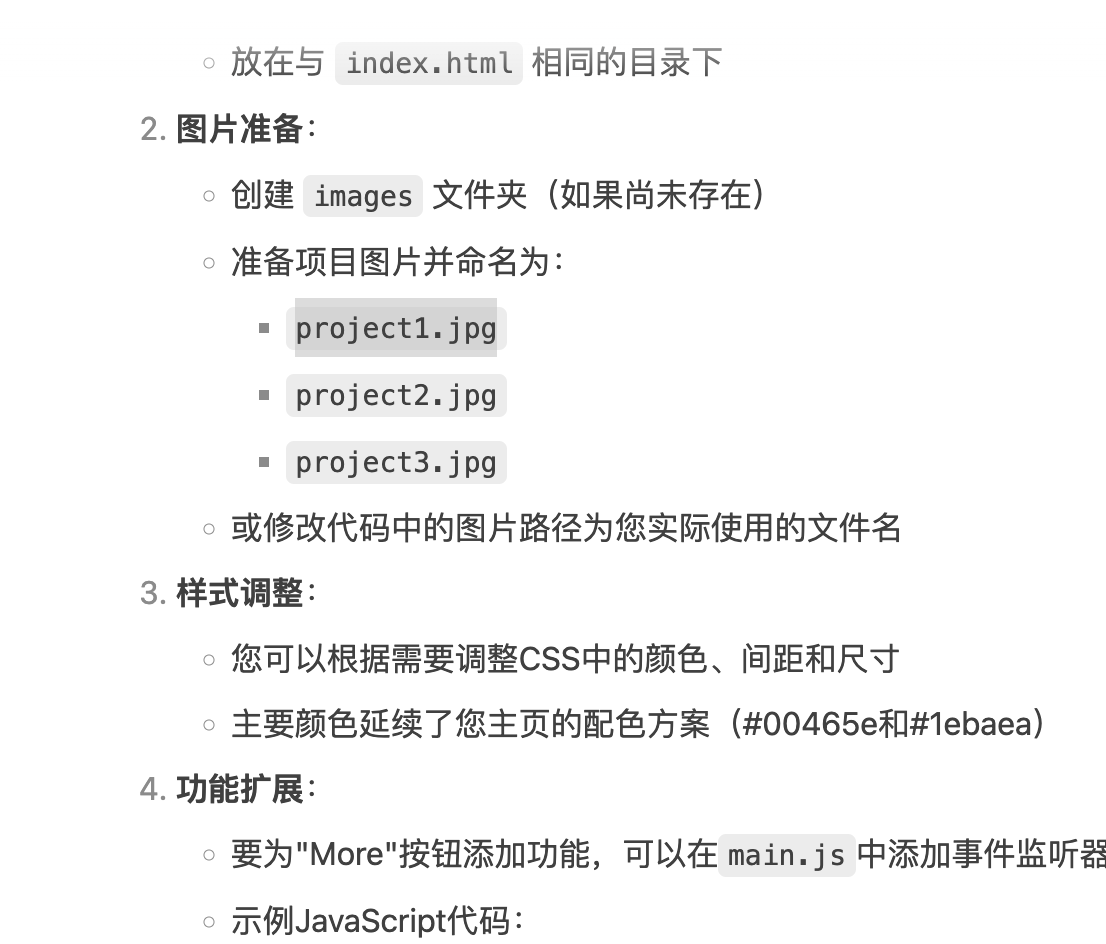 放在与 index.html 相同的目录下
2. 图片准备：
创建 images 文件夹（如果尚未存在）
准备项目图片并命名为：
project1.jpg
project2.jpg
project3.jpg
或修改代码中的图片路径为您实际使用的文件名
3. 样式调整：
您可以根据需要调整CSS中的颜色、间距和尺寸
主要颜色延续了您主页的配色方案（#00465e和#1ebaea）
4. 功能扩展：
要为"More"按钮添加功能，可以在 main.js 中添加事件监听器
示例JavaScript代码：